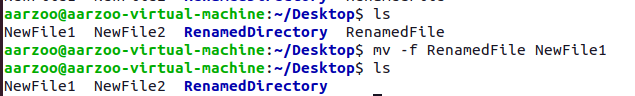 aarzoo@aarzoo-virtual-machine:~/Desktop$ ls
NewFile1  NewFile2  RenamedDirectory  RenamedFile
aarzoo@aarzoo-virtual-machine:~/Desktop$ mv -f RenamedFile NewFile1
aarzoo@aarzoo-virtual-machine:~/Desktop$ ls
NewFile1  NewFile2  RenamedDirectory